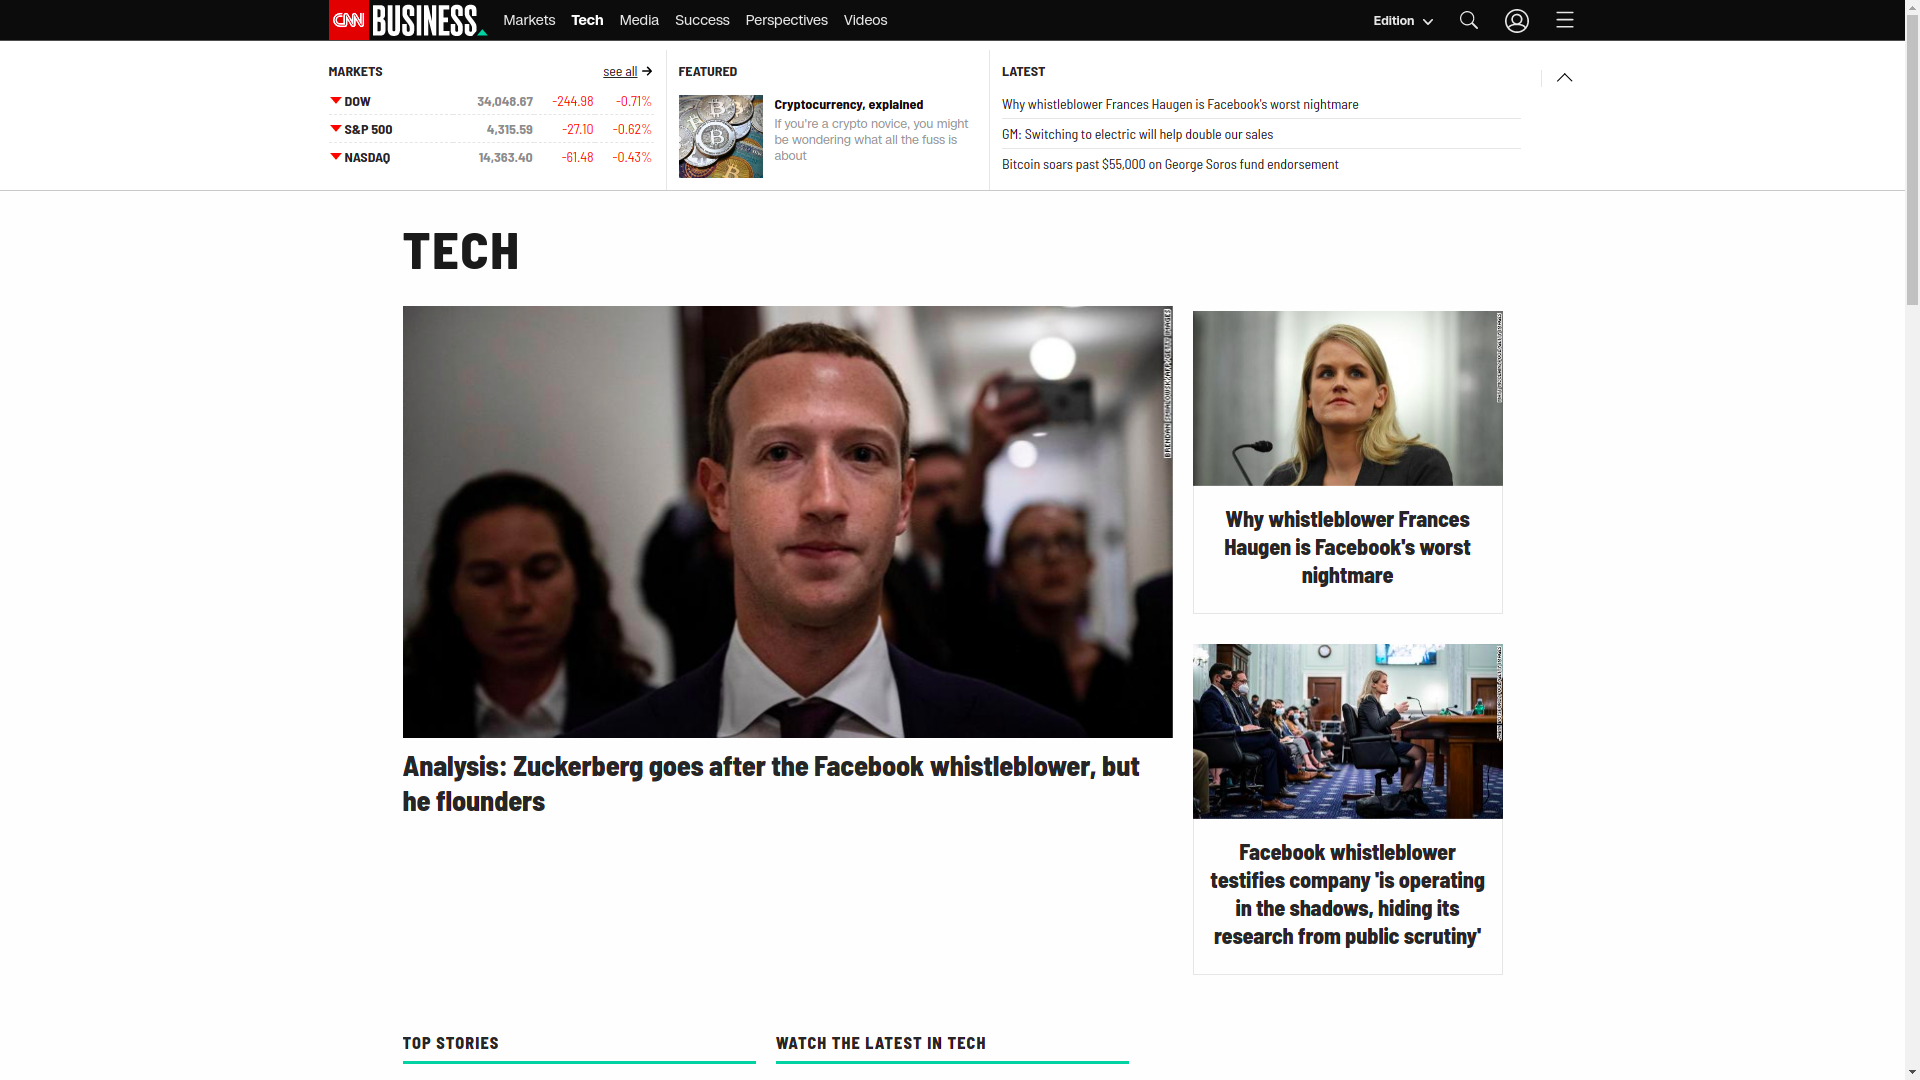 CNN BUSINESS Markets Tech Media Success Perspectives Videos Edition
MARKETS see all
DOW 34,048.67 -244.98 -0.71%
S&P 500 4,315.59 -27.10 -0.62%
NASDAQ 14,363.40 -61.48 -0.43%
FEATURED
Cryptocurrency, explained
If you're a crypto novice, you might
be wondering what all the fuss is
about
LATEST
Why whistleblower Frances Haugen is Facebook's worst nightmare
GM: Switching to electric will help double our sales
Bitcoin soars past $55,000 on George Soros fund endorsement
TECH
BRENDAN SMIALOWSKI/AFP/GETTY IMAGES
Analysis: Zuckerberg goes after the Facebook whistleblower, but
he flounders
Why whistleblower Frances
Haugen is Facebook's worst
nightmare
Facebook whistleblower
testifies company 'is operating
in the shadows, hiding its
research from public scrutiny'
TOP STORIES
WATCH THE LATEST IN TECH